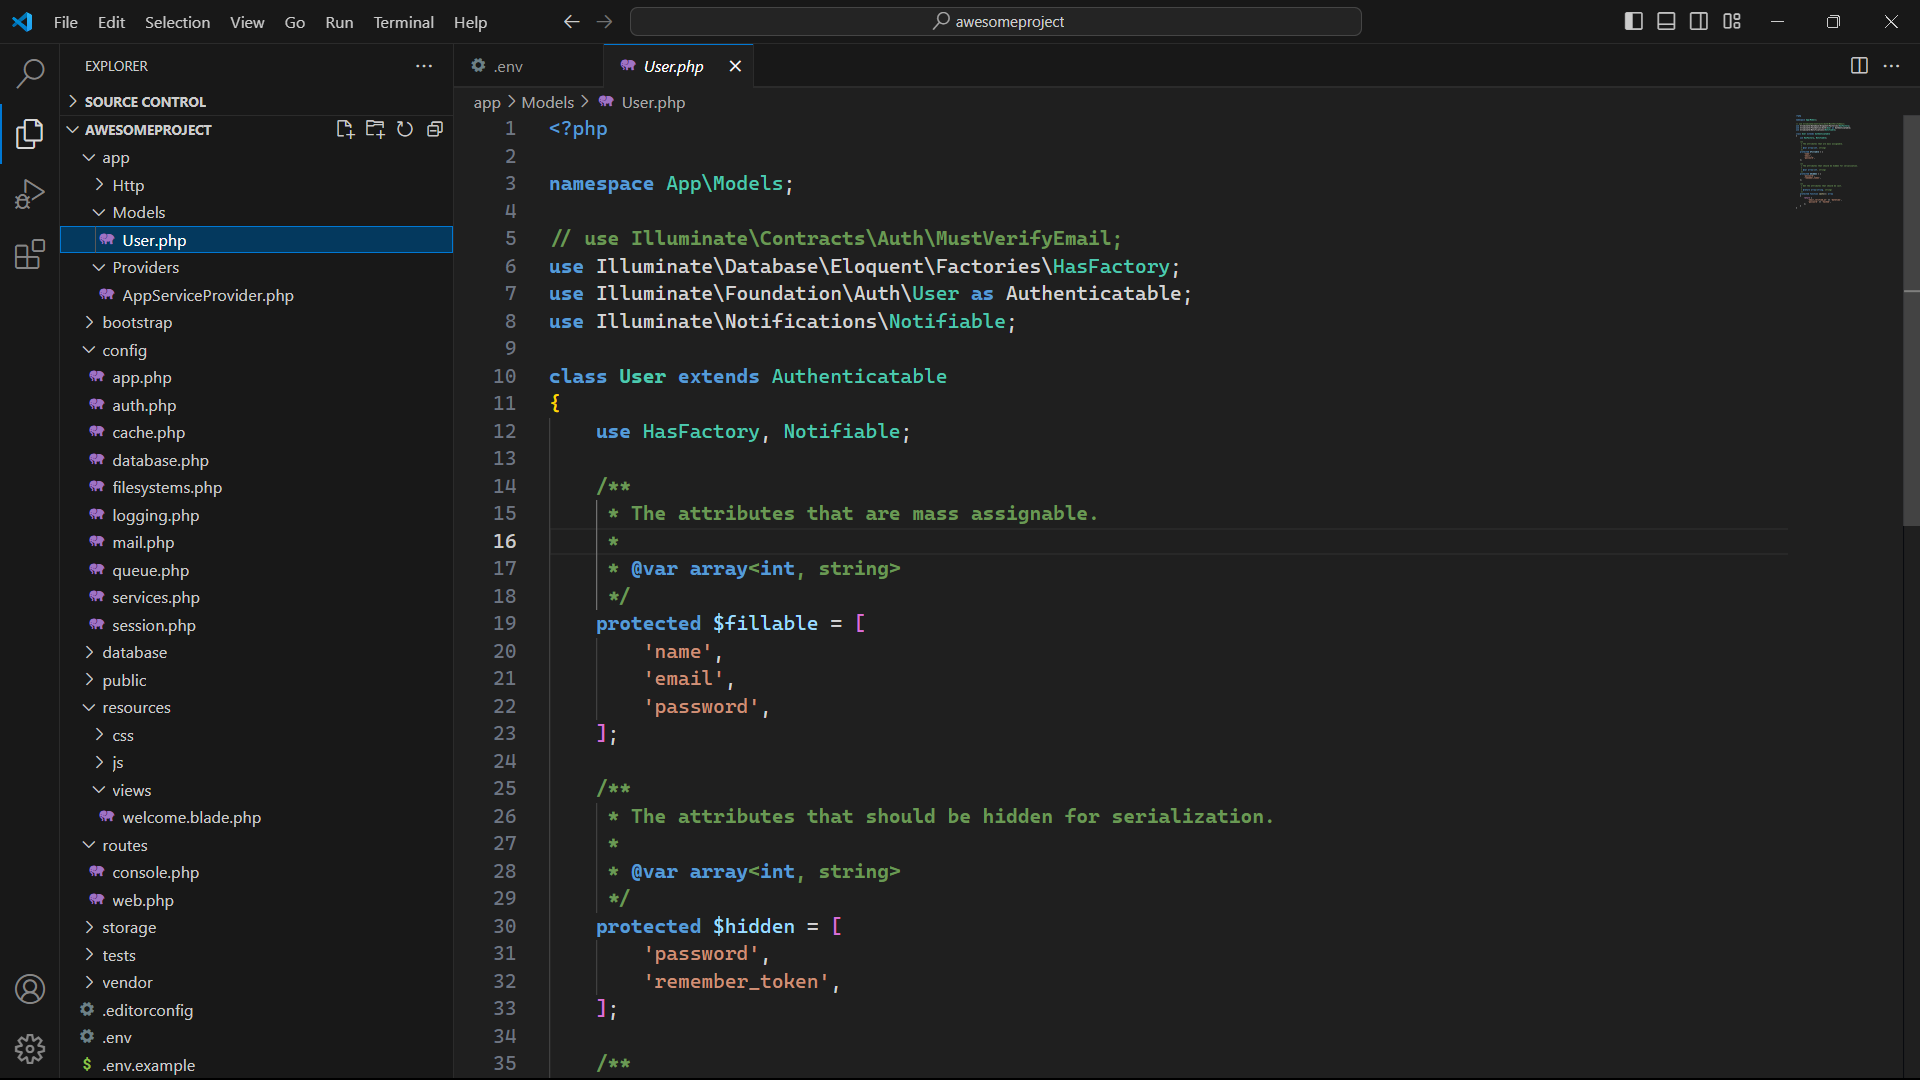 File Edit Selection View Go Run Terminal Help
awesomeproject
EXPLORER
SOURCE CONTROL
AWESOMEPROJECT
app
Http
Models
User.php
Providers
AppServiceProvider.php
bootstrap
config
app.php
auth.php
cache.php
database.php
filesystems.php
logging.php
mail.php
queue.php
services.php
session.php
database
public
resources
css
js
views
welcome.blade.php
routes
console.php
web.php
storage
tests
vendor
.editorconfig
.env
$ .env.example
.env User.php
app > Models > User.php
1 <?php
2
3 namespace App\Models;
4
5 // use Illuminate\Contracts\Auth\MustVerifyEmail;
6 use Illuminate\Database\Eloquent\Factories\HasFactory;
7 use Illuminate\Foundation\Auth\User as Authenticatable;
8 use Illuminate\Notifications\Notifiable;
9
10 class User extends Authenticatable
11 {
12 use HasFactory, Notifiable;
13
14 /**
15 * The attributes that are mass assignable.
16 *
17 * @var array<int, string>
18 */
19 protected $fillable = [
20 'name',
21 'email',
22 'password',
23 ];
24
25 /**
26 * The attributes that should be hidden for serialization.
27 *
28 * @var array<int, string>
29 */
30 protected $hidden = [
31 'password',
32 'remember_token',
33 ];
34
35 /**